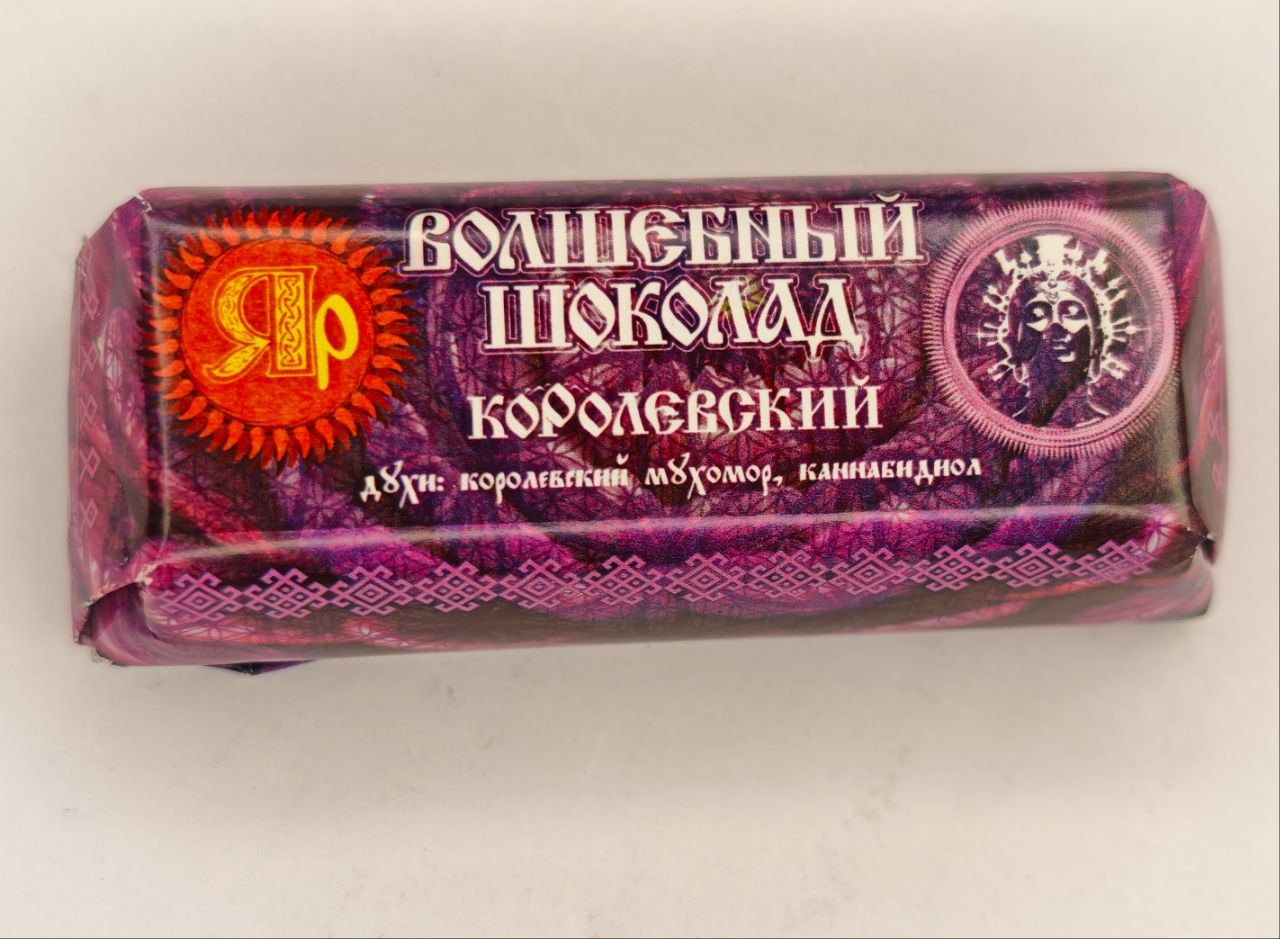 Яр
ВОЛШЕБНЫЙ
ШОКОЛАД
КОРОЛЕВСКИЙ
духи: королевский мухомор, каннабидиол